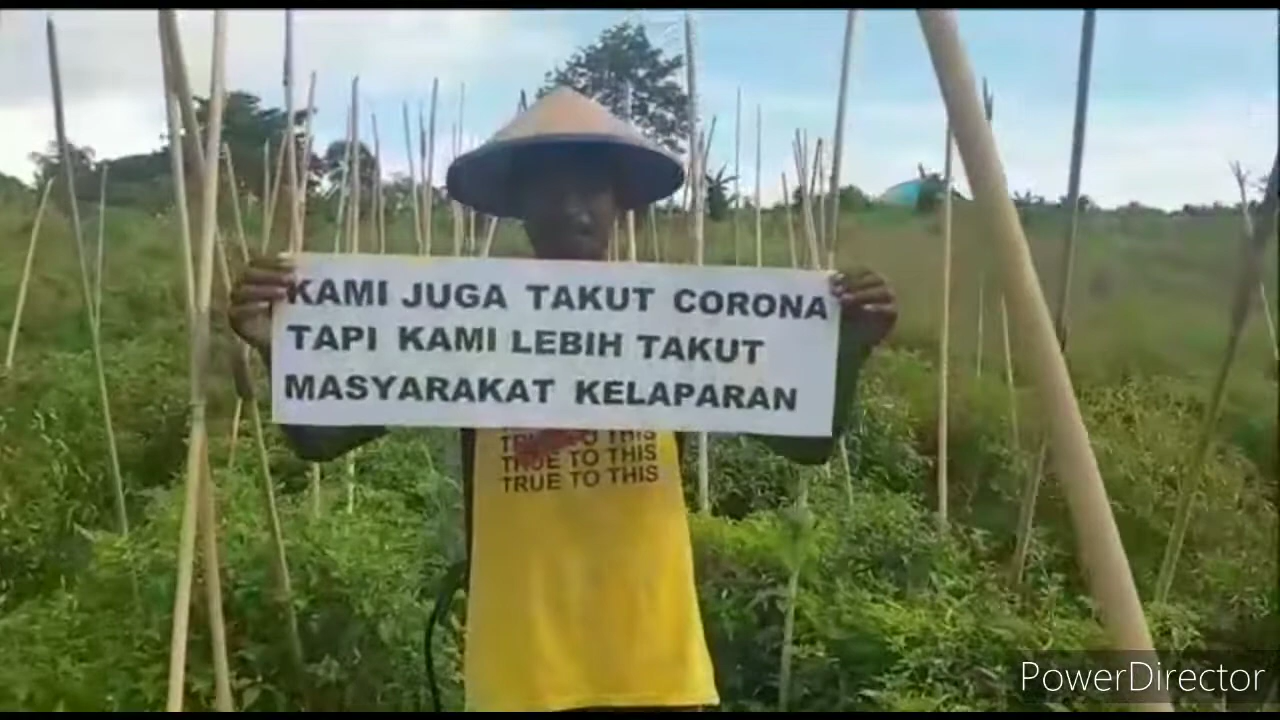 KAMI JUGA TAKUT CORONA
TAPI KAMI LEBIH TAKUT
MASYARAKAT KELAPARAN
TRUE TO THIS
TRUE TO THIS
TRUE TO THIS
PowerDirector